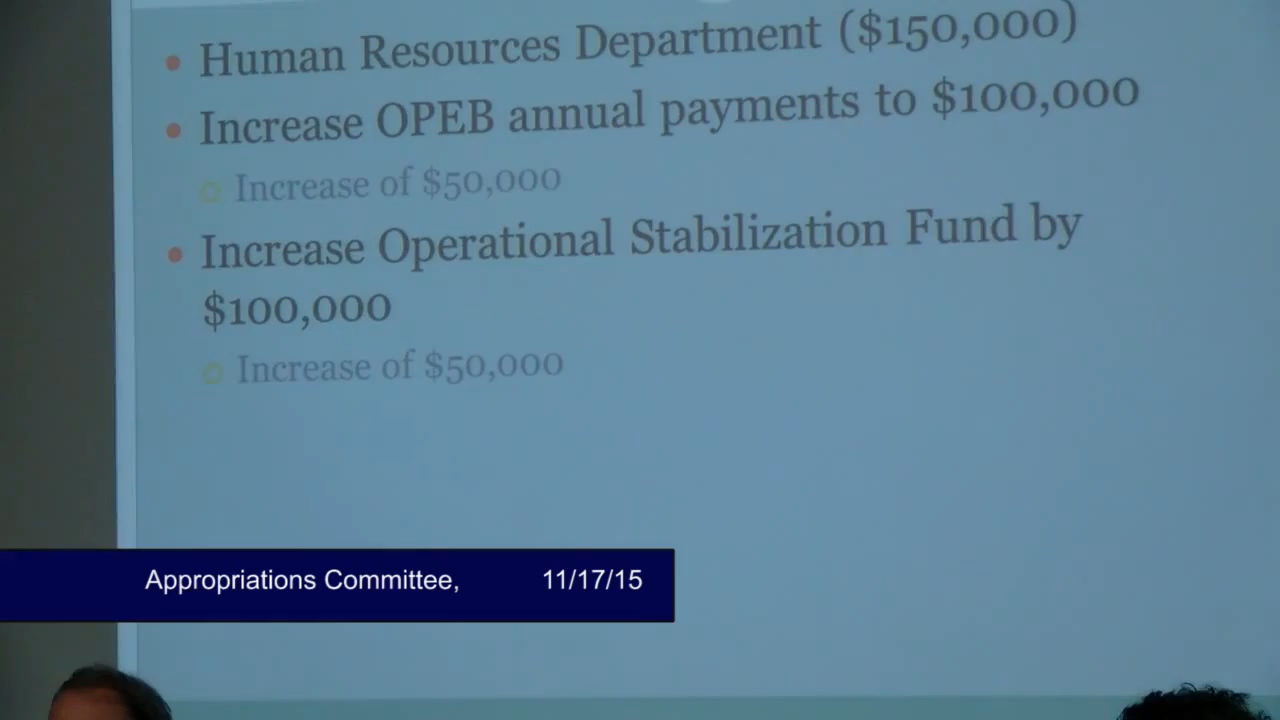 Human Resources Department ($150,000)
Increase OPEB annual payments to $100,000
Increase of $50,000
Increase Operational Stabilization Fund by
$100,000
Increase of $50,000
Appropriations Committee, 11/17/15